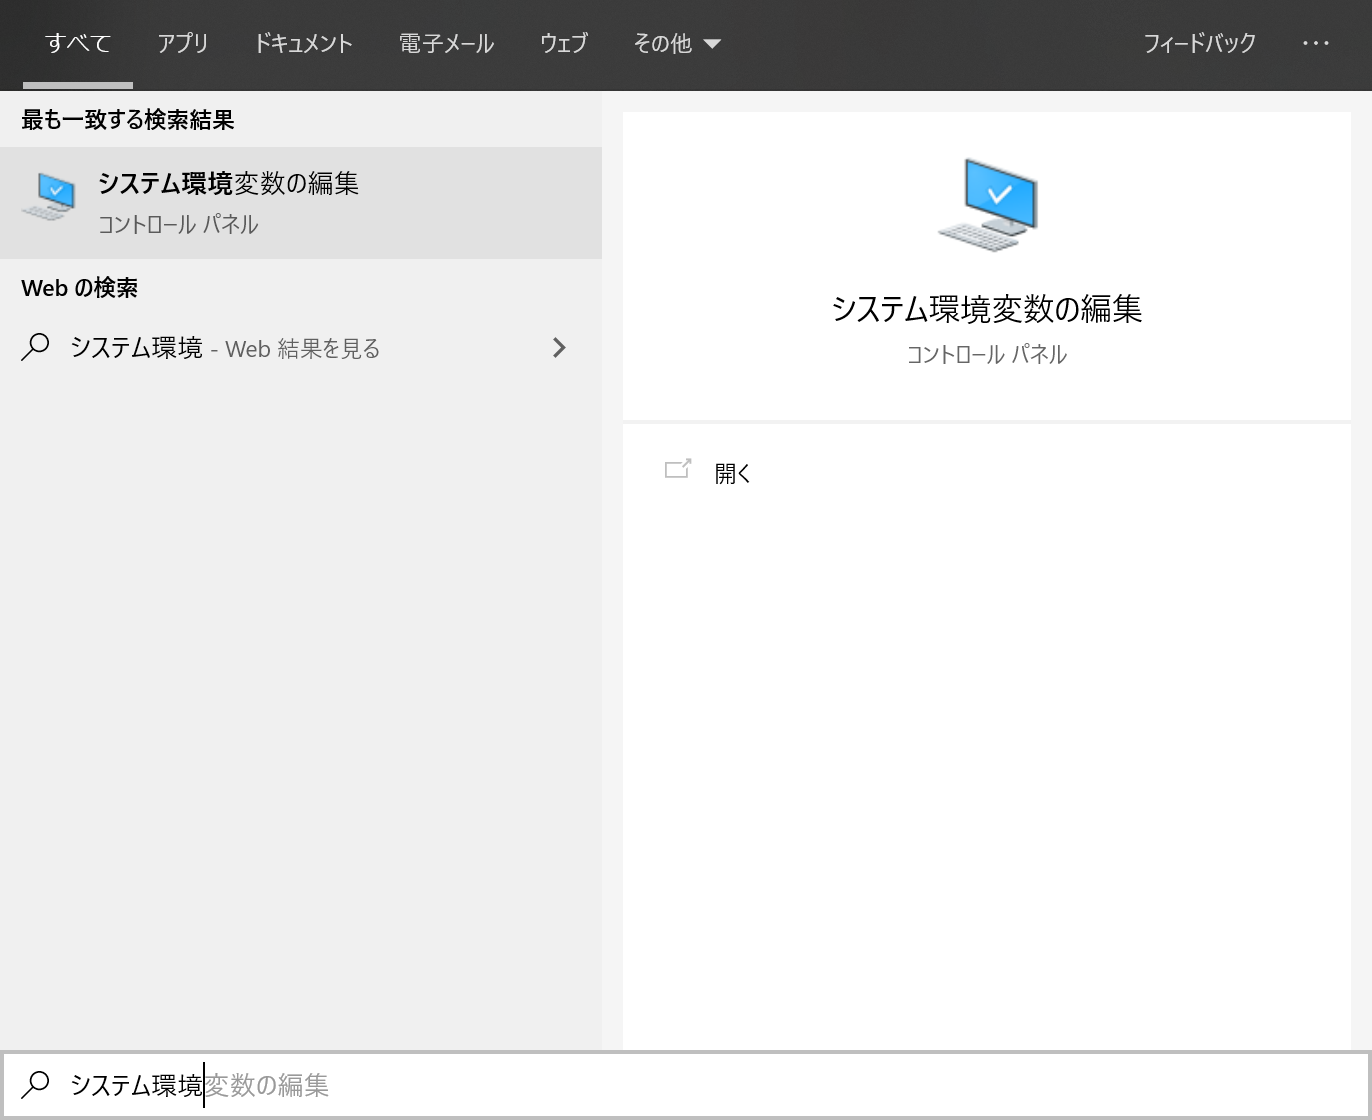 すべて アプリ ドキュメント 電子メール ウェブ その他 フィードバック ...
最も一致する検索結果
システム環境変数の編集
コントロール パネル
Web の検索
システム環境 - Web 結果を見る
システム環境変数の編集
コントロール パネル
開く
システム環境変数の編集